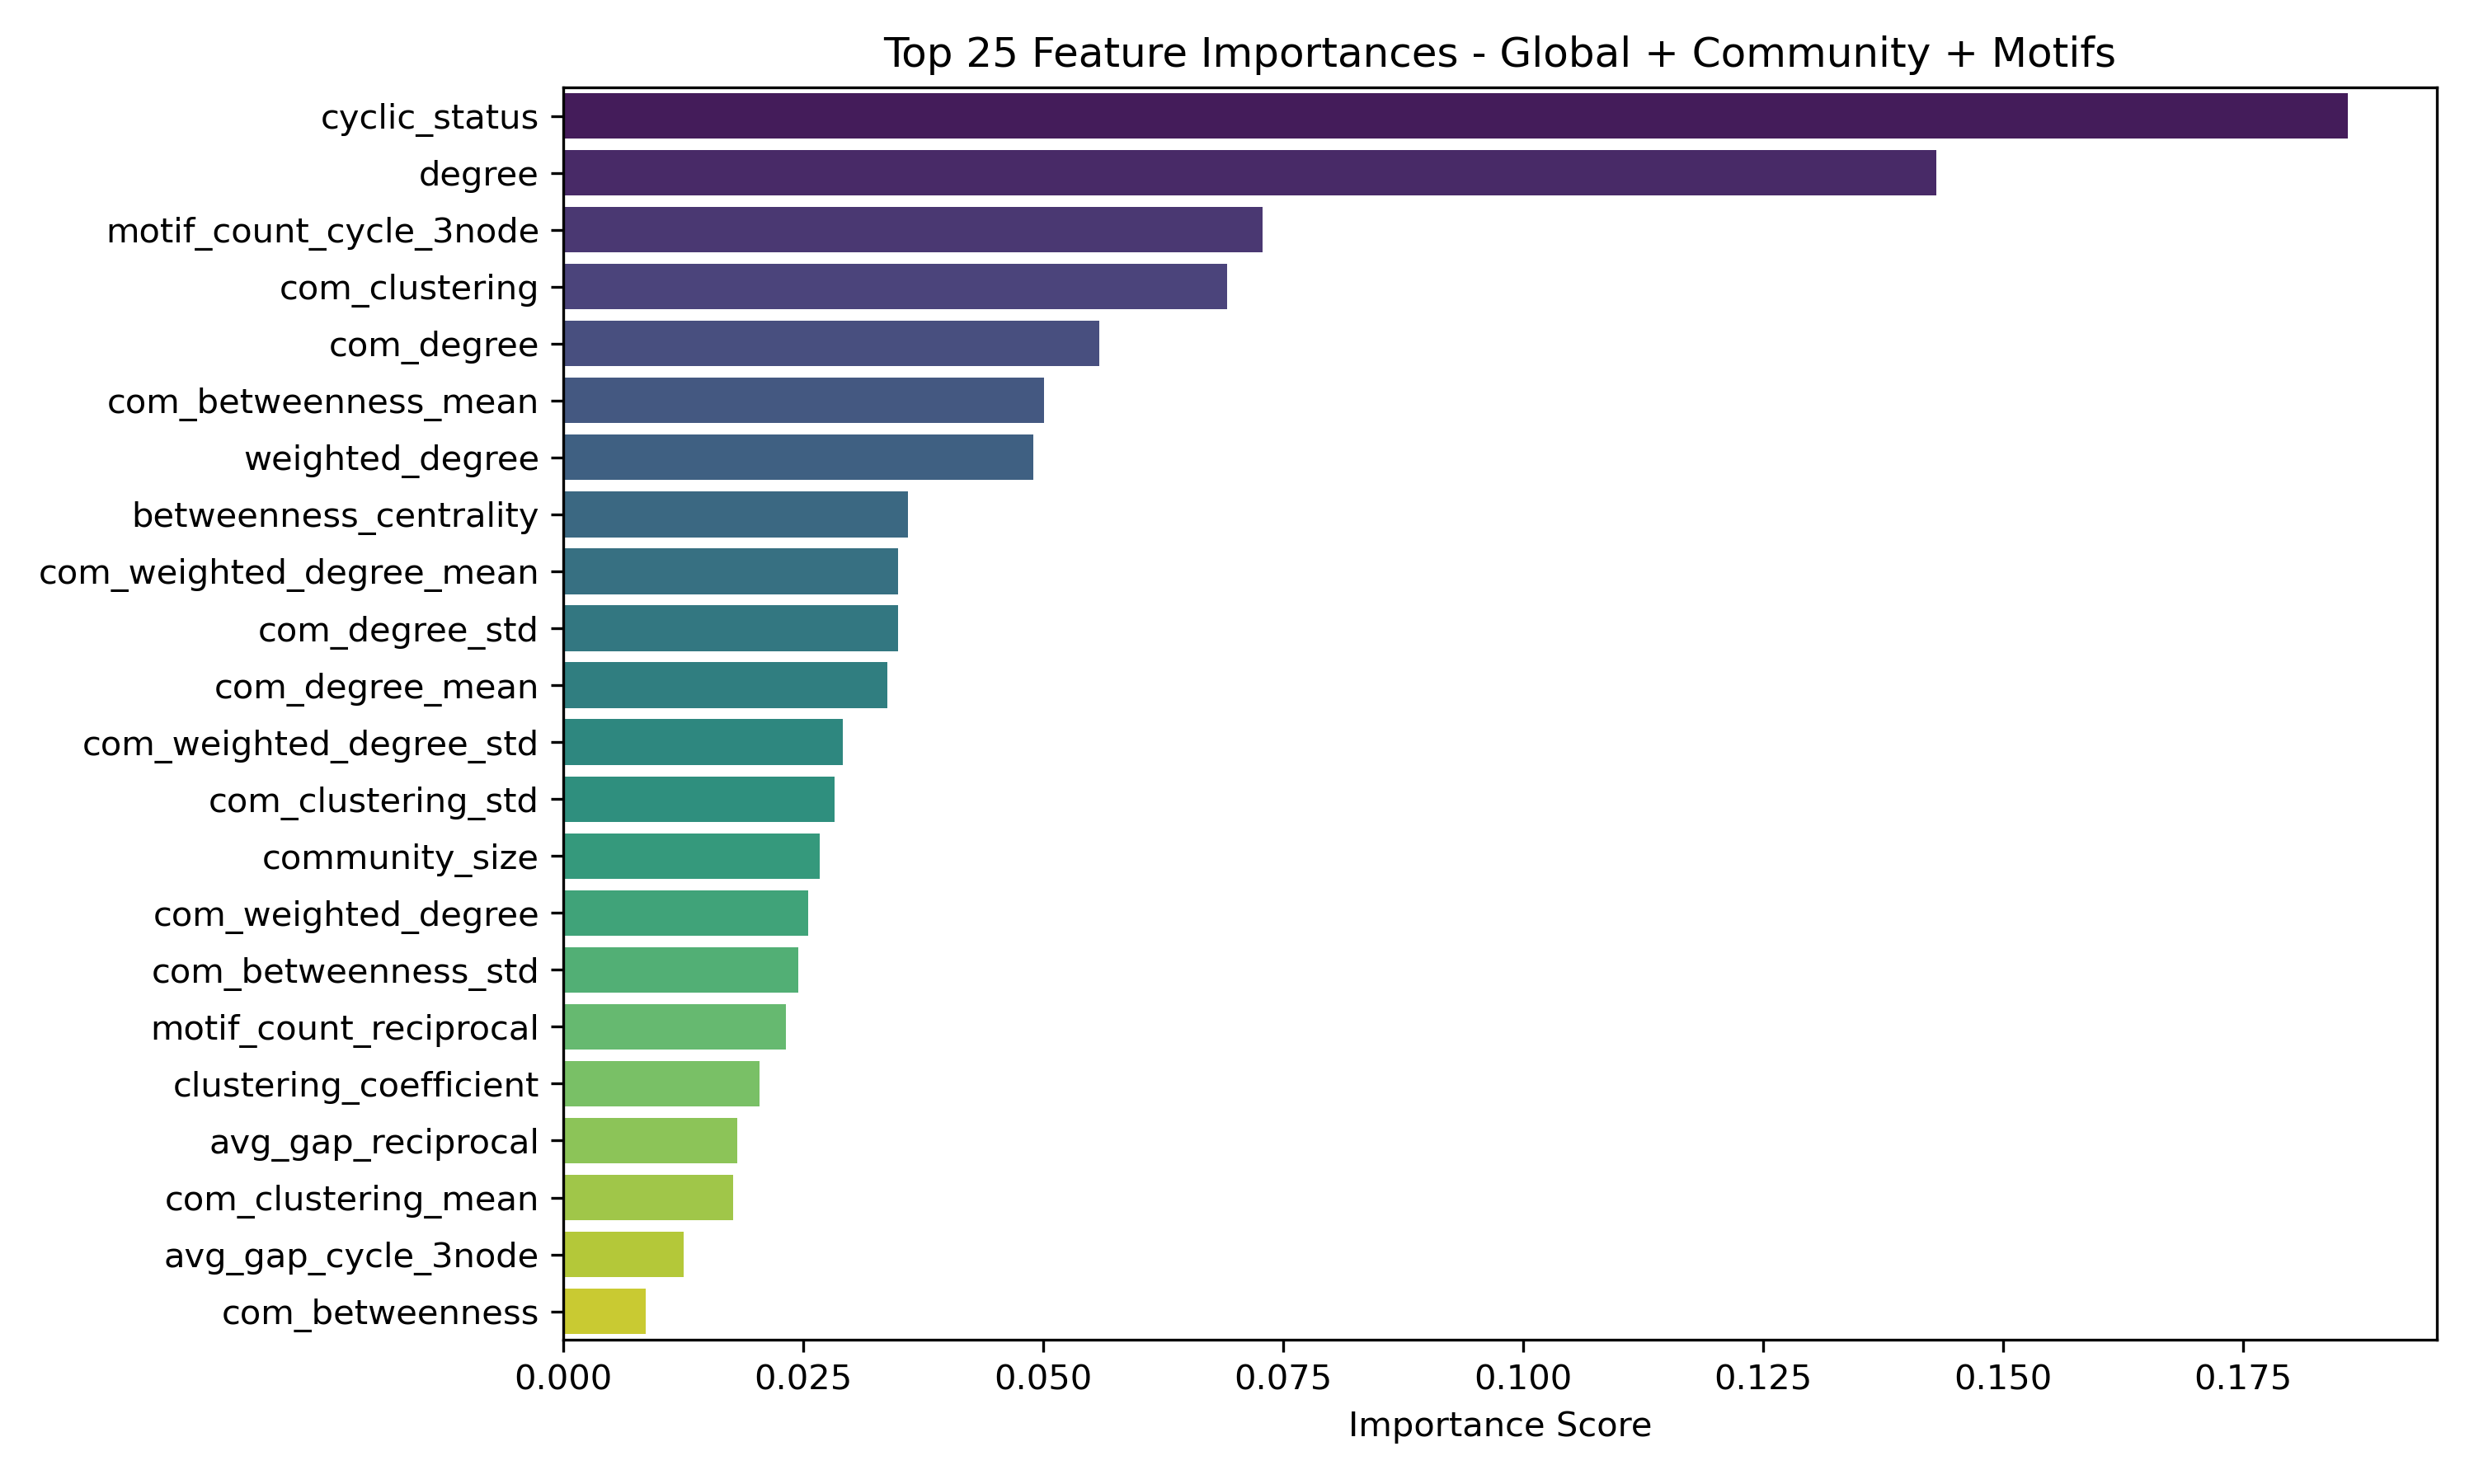 Top 25 Feature Importances - Global + Community + Motifs
cyclic_status
degree
motif_count_cycle_3node
com_clustering
com_degree
com_betweenness_mean
weighted_degree
betweenness_centrality
com_weighted_degree_mean
com_degree_std
com_degree_mean
com_weighted_degree_std
com_clustering_std
community_size
com_weighted_degree
com_betweenness_std
motif_count_reciprocal
clustering_coefficient
avg_gap_reciprocal
com_clustering_mean
avg_gap_cycle_3node
com_betweenness
0.000 0.025 0.050 0.075 0.100 0.125 0.150 0.175
Importance Score